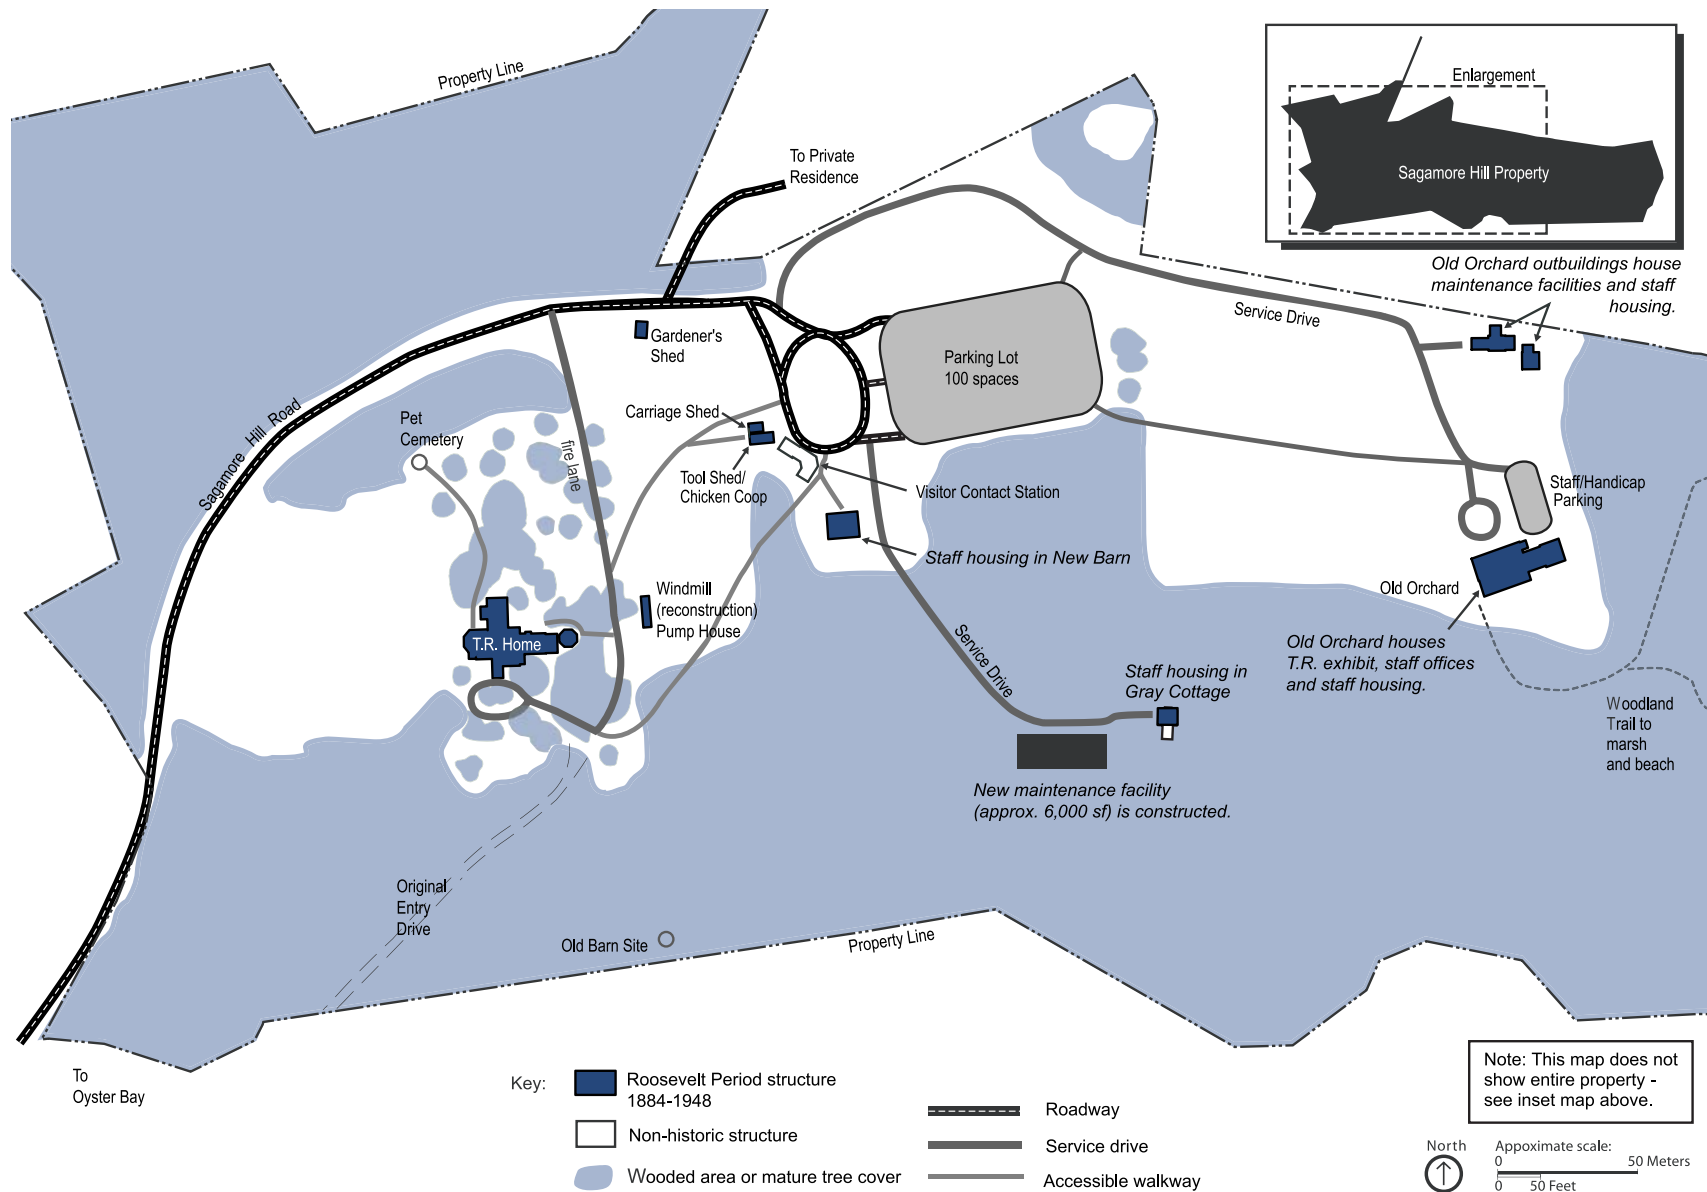 Property Line
Enlargement
Sagamore Hill Property
To Private
Residence
Old Orchard outbuildings house
maintenance facilities and staff
housing.
Service Drive
Gardener's
Shed
Parking Lot
100 spaces
Sagamore Hill Road
Pet
Cemetery
fire lane
Carriage Shed
Tool Shed/
Chicken Coop
Visitor Contact Station
Staff/Handicap
Parking
Staff housing in New Barn
Windmill
(reconstruction)
Pump House
T.R. Home
Old Orchard
Service Drive
Old Orchard houses
T.R. exhibit, staff offices
and staff housing.
Staff housing in
Gray Cottage
Woodland
Trail to
marsh
and beach
New maintenance facility
(approx. 6,000 sf) is constructed.
Original
Entry
Drive
Old Barn Site
Property Line
To
Oyster Bay
Key:
Roosevelt Period structure
1884-1948
Non-historic structure
Wooded area or mature tree cover
Roadway
Service drive
Accessible walkway
Note: This map does not
show entire property -
see inset map above.
North
Appoximate scale:
0 50 Meters
0 50 Feet